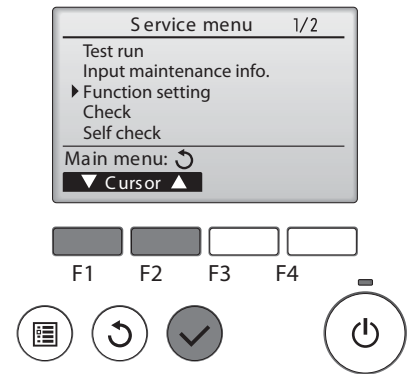 Service menu 1/2
Test run
Input maintenance info.
Function setting
Check
Self check
Main menu:
Cursor
F1 F2 F3 F4